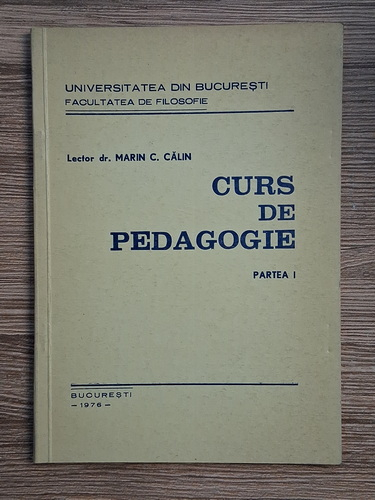 UNIVERSITATEA DIN BUCUREŞTI
FACULTATEA DE FILOSOFIE
Lector dr. MARIN C. CĂLIN
CURS
DE
PEDAGOGIE
PARTEA I
BUCUREŞTI
— 1976 —